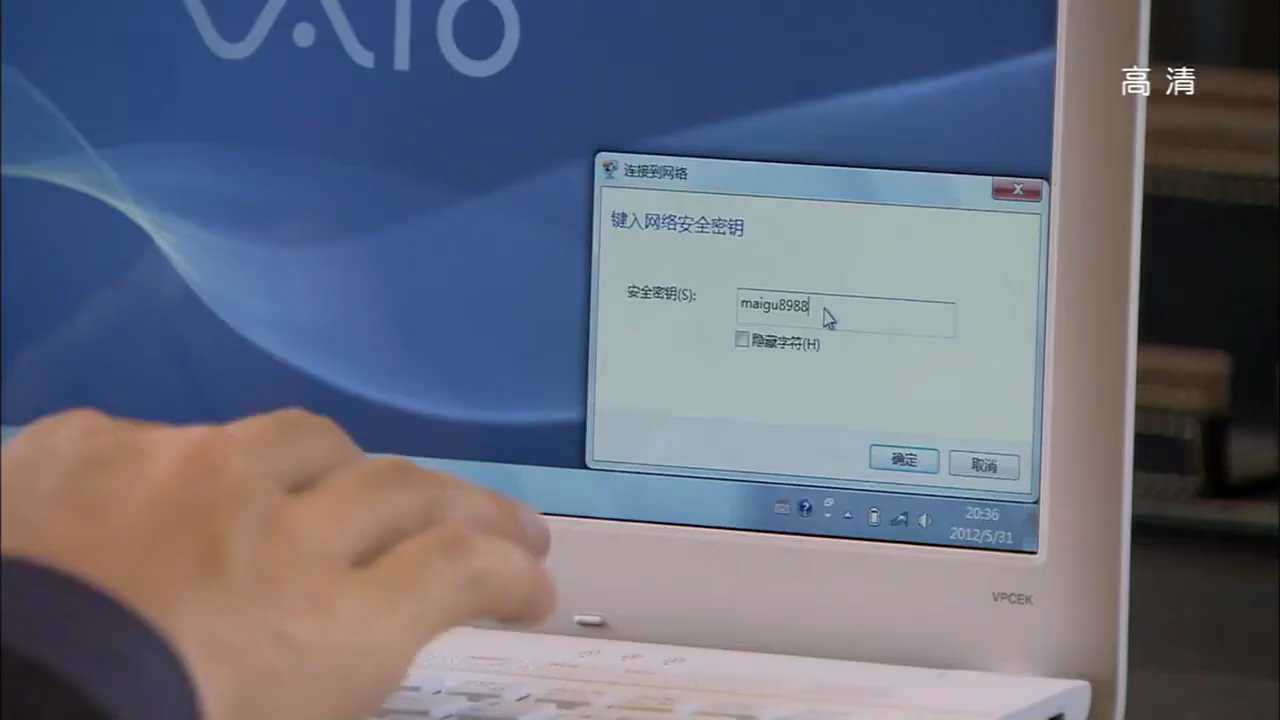 VAIO
高清
连接到网络
键入网络安全密钥
安全密钥(S):
maigu8988
隐藏字符(H)
确定
取消
20:36
2012/5/31
VPCEK